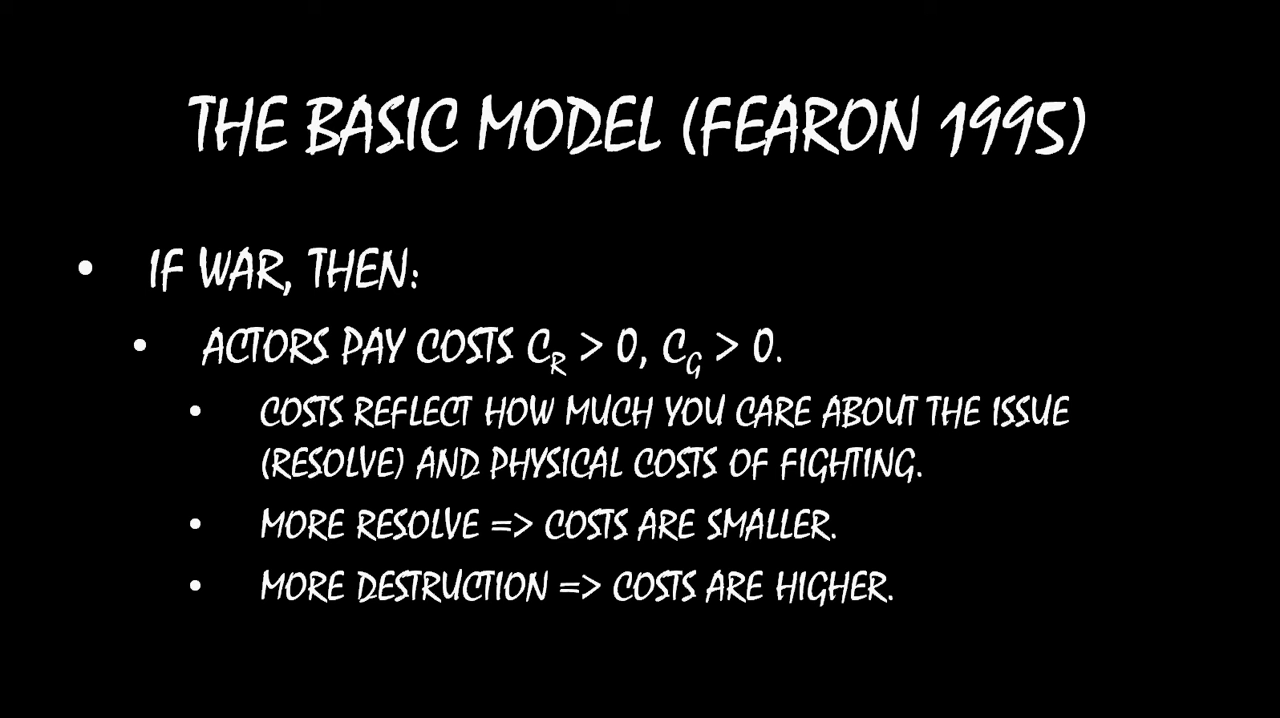 THE BASIC MODEL (FEARON 1995)
• IF WAR, THEN:
• ACTORS PAY COSTS C_R > 0, C_G > 0.
• COSTS REFLECT HOW MUCH YOU CARE ABOUT THE ISSUE
(RESOLVE) AND PHYSICAL COSTS OF FIGHTING.
• MORE RESOLVE => COSTS ARE SMALLER.
• MORE DESTRUCTION => COSTS ARE HIGHER.